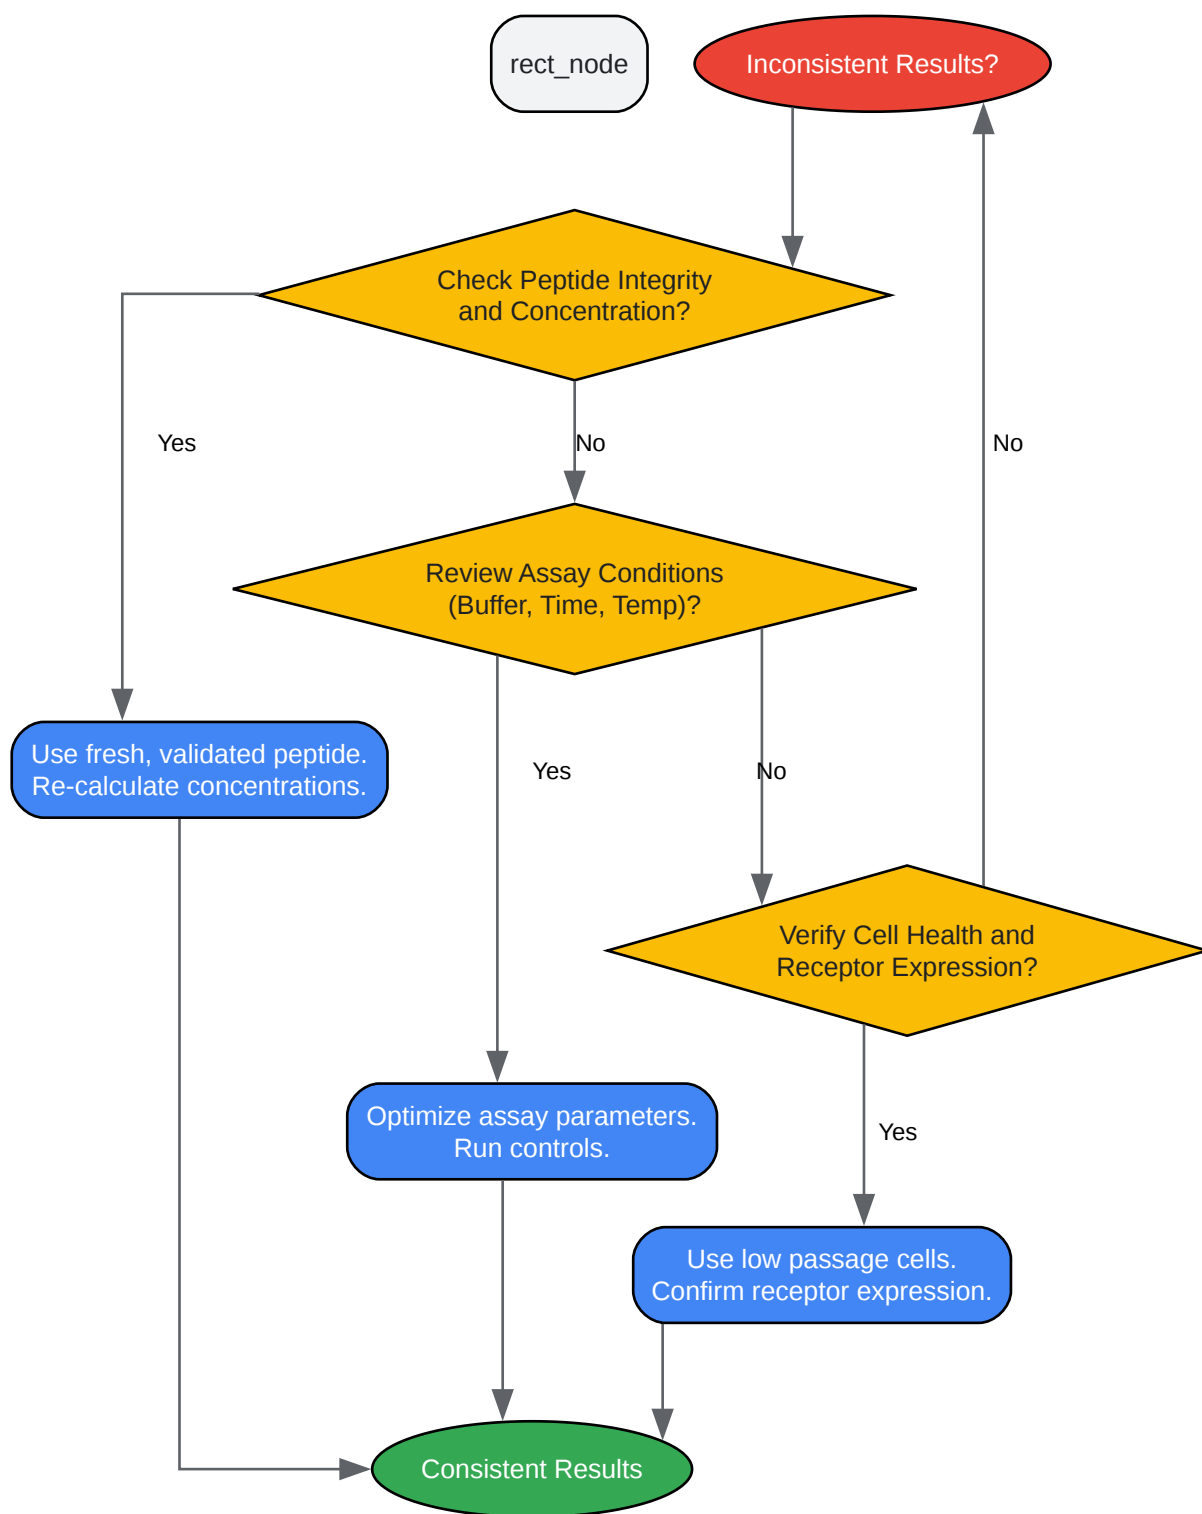 rect_node
Inconsistent Results?
Check Peptide Integrity
and Concentration?
Yes
No
No
Review Assay Conditions
(Buffer, Time, Temp)?
Use fresh, validated peptide.
Re-calculate concentrations.
Yes
No
Verify Cell Health and
Receptor Expression?
Optimize assay parameters.
Run controls.
Yes
Use low passage cells.
Confirm receptor expression.
Consistent Results